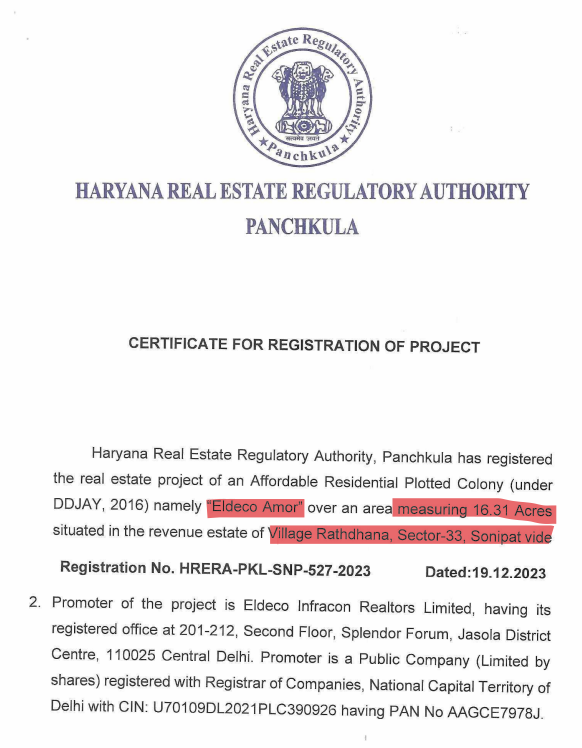 Haryana Real Estate Regulatory Authority
सत्यमेव जयते
★ Panchkula ★
HARYANA REAL ESTATE REGULATORY AUTHORITY
PANCHKULA
CERTIFICATE FOR REGISTRATION OF PROJECT
Haryana Real Estate Regulatory Authority, Panchkula has registered
the real estate project of an Affordable Residential Plotted Colony (under
DDJAY, 2016) namely "Eldeco Amor" over an area measuring 16.31 Acres
situated in the revenue estate of Village Rathdhana, Sector-33, Sonipat vide
Registration No. HRERA-PKL-SNP-527-2023 Dated:19.12.2023
2. Promoter of the project is Eldeco Infracon Realtors Limited, having its
registered office at 201-212, Second Floor, Splendor Forum, Jasola District
Centre, 110025 Central Delhi. Promoter is a Public Company (Limited by
shares) registered with Registrar of Companies, National Capital Territory of
Delhi with CIN: U70109DL2021PLC390926 having PAN No AAGCE7978J.